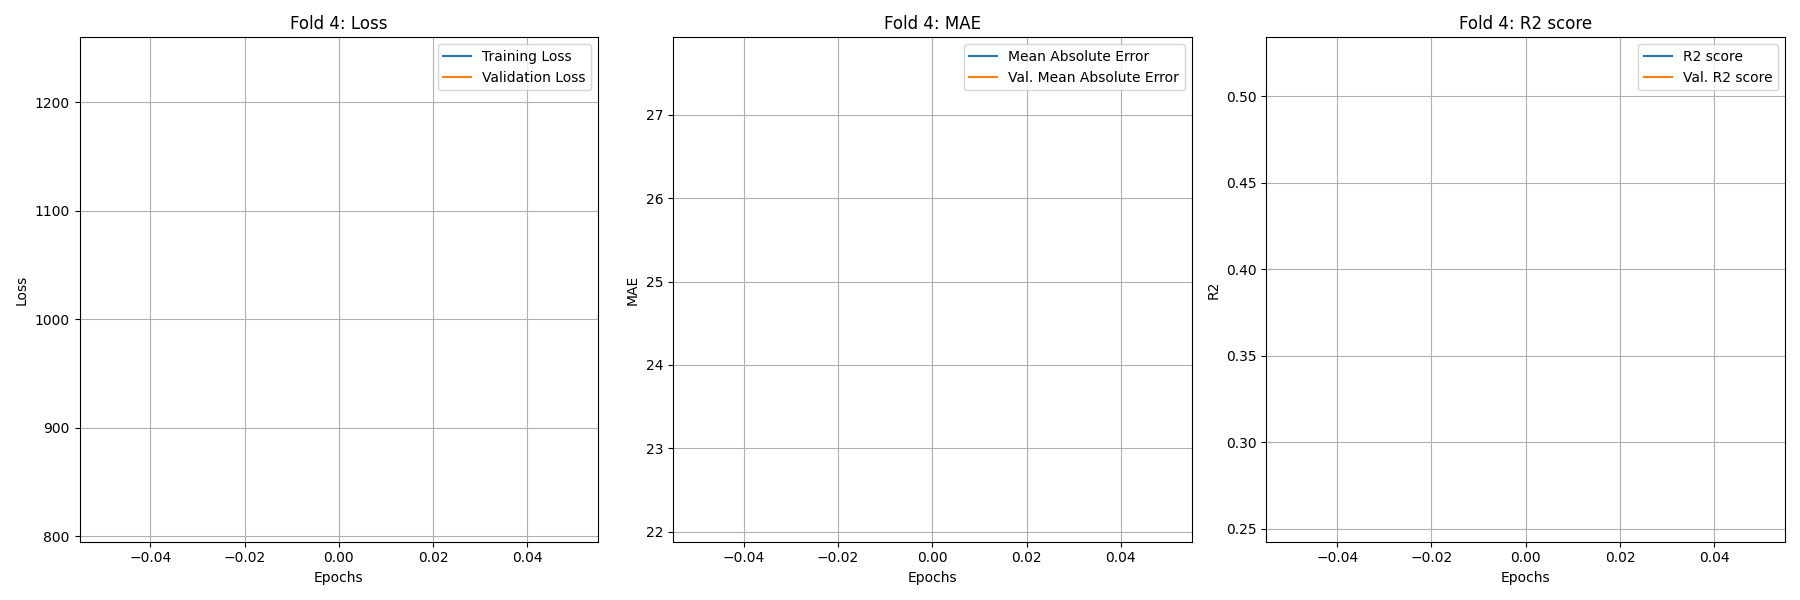 Fold 4: Loss
Training Loss
Validation Loss
1200
1100
1000
900
800
Loss
−0.04 −0.02 0.00 0.02 0.04
Epochs
Fold 4: MAE
Mean Absolute Error
Val. Mean Absolute Error
27
26
25
24
23
22
MAE
−0.04 −0.02 0.00 0.02 0.04
Epochs
Fold 4: R2 score
R2 score
Val. R2 score
0.50
0.45
0.40
0.35
0.30
0.25
R2
−0.04 −0.02 0.00 0.02 0.04
Epochs